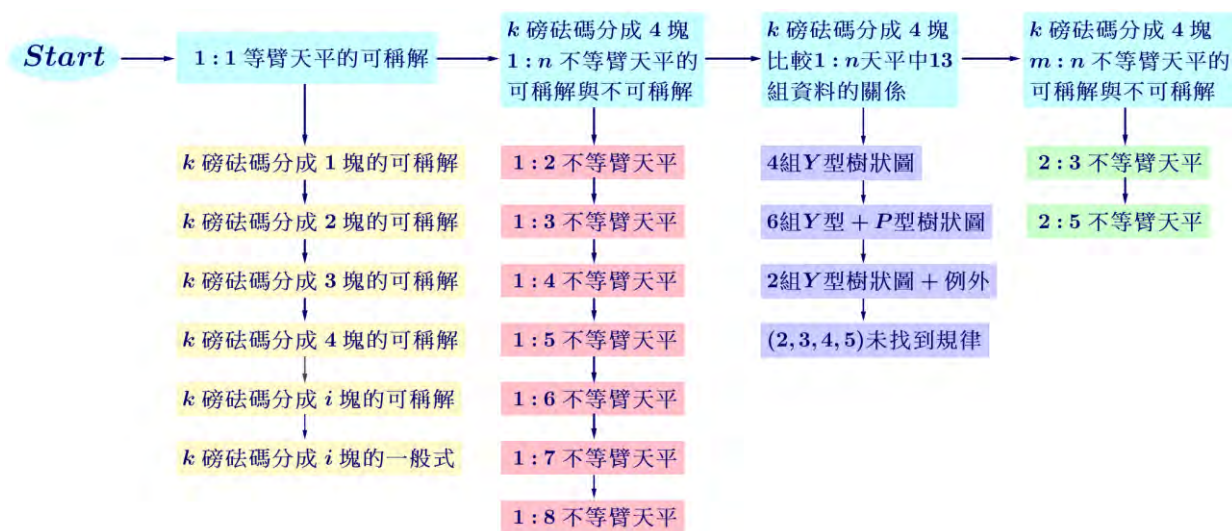 Start
1 : 1 等臂天平的可稱解
k 磅砝碼分成 1 塊的可稱解
k 磅砝碼分成 2 塊的可稱解
k 磅砝碼分成 3 塊的可稱解
k 磅砝碼分成 4 塊的可稱解
k 磅砝碼分成 i 塊的可稱解
k 磅砝碼分成 i 塊的一般式
k 磅砝碼分成 4 塊
1 : n 不等臂天平的
可稱解與不可稱解
1 : 2 不等臂天平
1 : 3 不等臂天平
1 : 4 不等臂天平
1 : 5 不等臂天平
1 : 6 不等臂天平
1 : 7 不等臂天平
1 : 8 不等臂天平
k 磅砝碼分成 4 塊
比較1 : n天平中13
組資料的關係
4組Y型樹狀圖
6組Y型 + P型樹狀圖
2組Y型樹狀圖 + 例外
(2, 3, 4, 5)未找到規律
k 磅砝碼分成 4 塊
m : n 不等臂天平的
可稱解與不可稱解
2 : 3 不等臂天平
2 : 5 不等臂天平